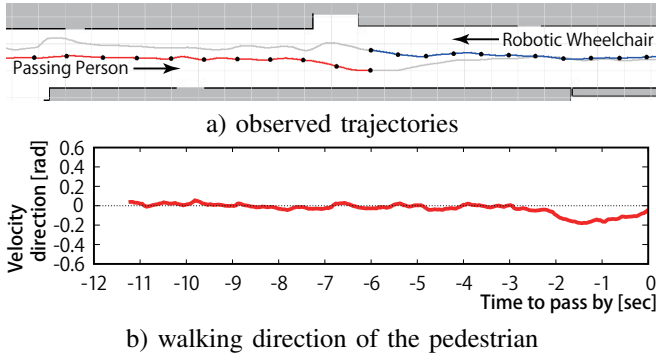 Robotic Wheelchair
Passing Person
a) observed trajectories
Velocity
direction [rad]
0.6
0.4
0.2
0
-0.2
-0.4
-0.6
-12 -11 -10 -9 -8 -7 -6 -5 -4 -3 -2 -1 0
Time to pass by [sec]
b) walking direction of the pedestrian